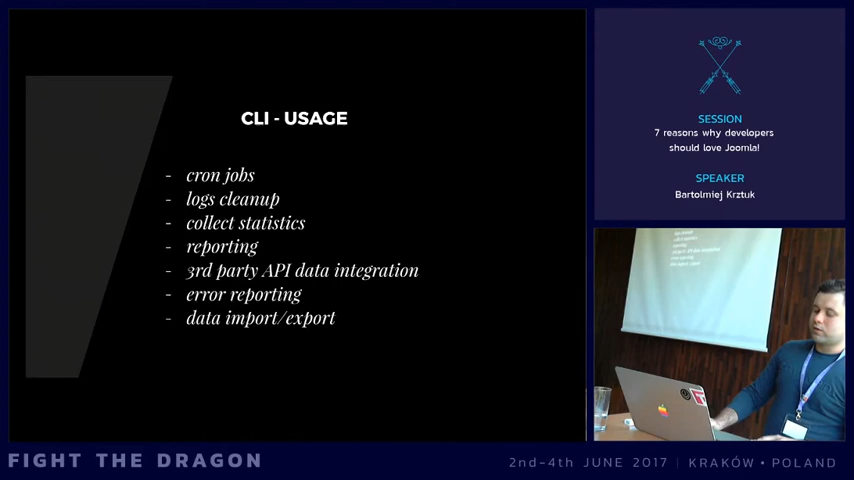 CLI - USAGE
- cron jobs
- logs cleanup
- collect statistics
- reporting
- 3rd party API data integration
- error reporting
- data import/export
SESSION
7 reasons why developers
should love Joomla!
SPEAKER
Bartolmiej Krztuk
FIGHT THE DRAGON
2nd-4th JUNE 2017 | KRAKÓW • POLAND